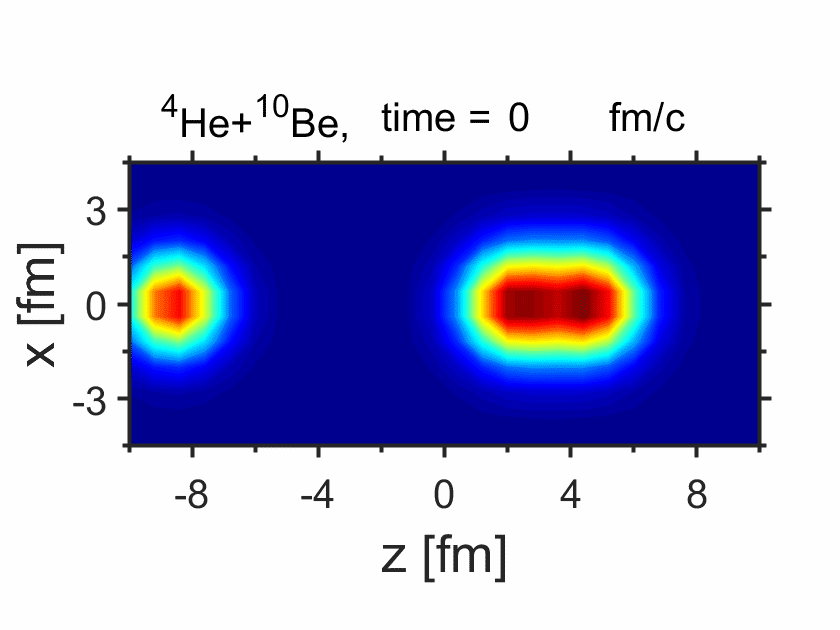 ⁴He+¹⁰Be, time = 0 fm/c
3
0
-3
x [fm]
-8 -4 0 4 8
z [fm]